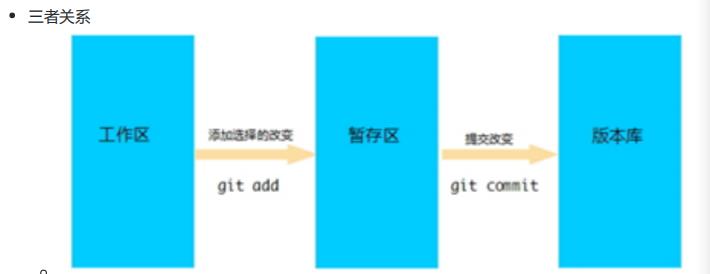 三者关系
工作区
添加选择的改变
git add
暂存区
提交改变
git commit
版本库